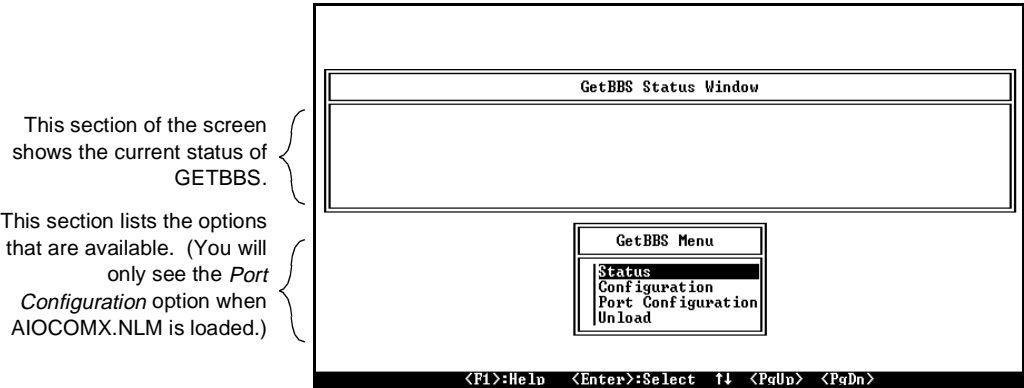 GetBBS Status Window
This section of the screen
shows the current status of
GETBBS.
This section lists the options
that are available.  (You will
only see the Port
Configuration option when
AIOCOMX.NLM is loaded.)
GetBBS Menu
Status
Configuration
Port Configuration
Unload
<F1>:Help <Enter>:Select ↑↓ <PgUp> <PgDn>